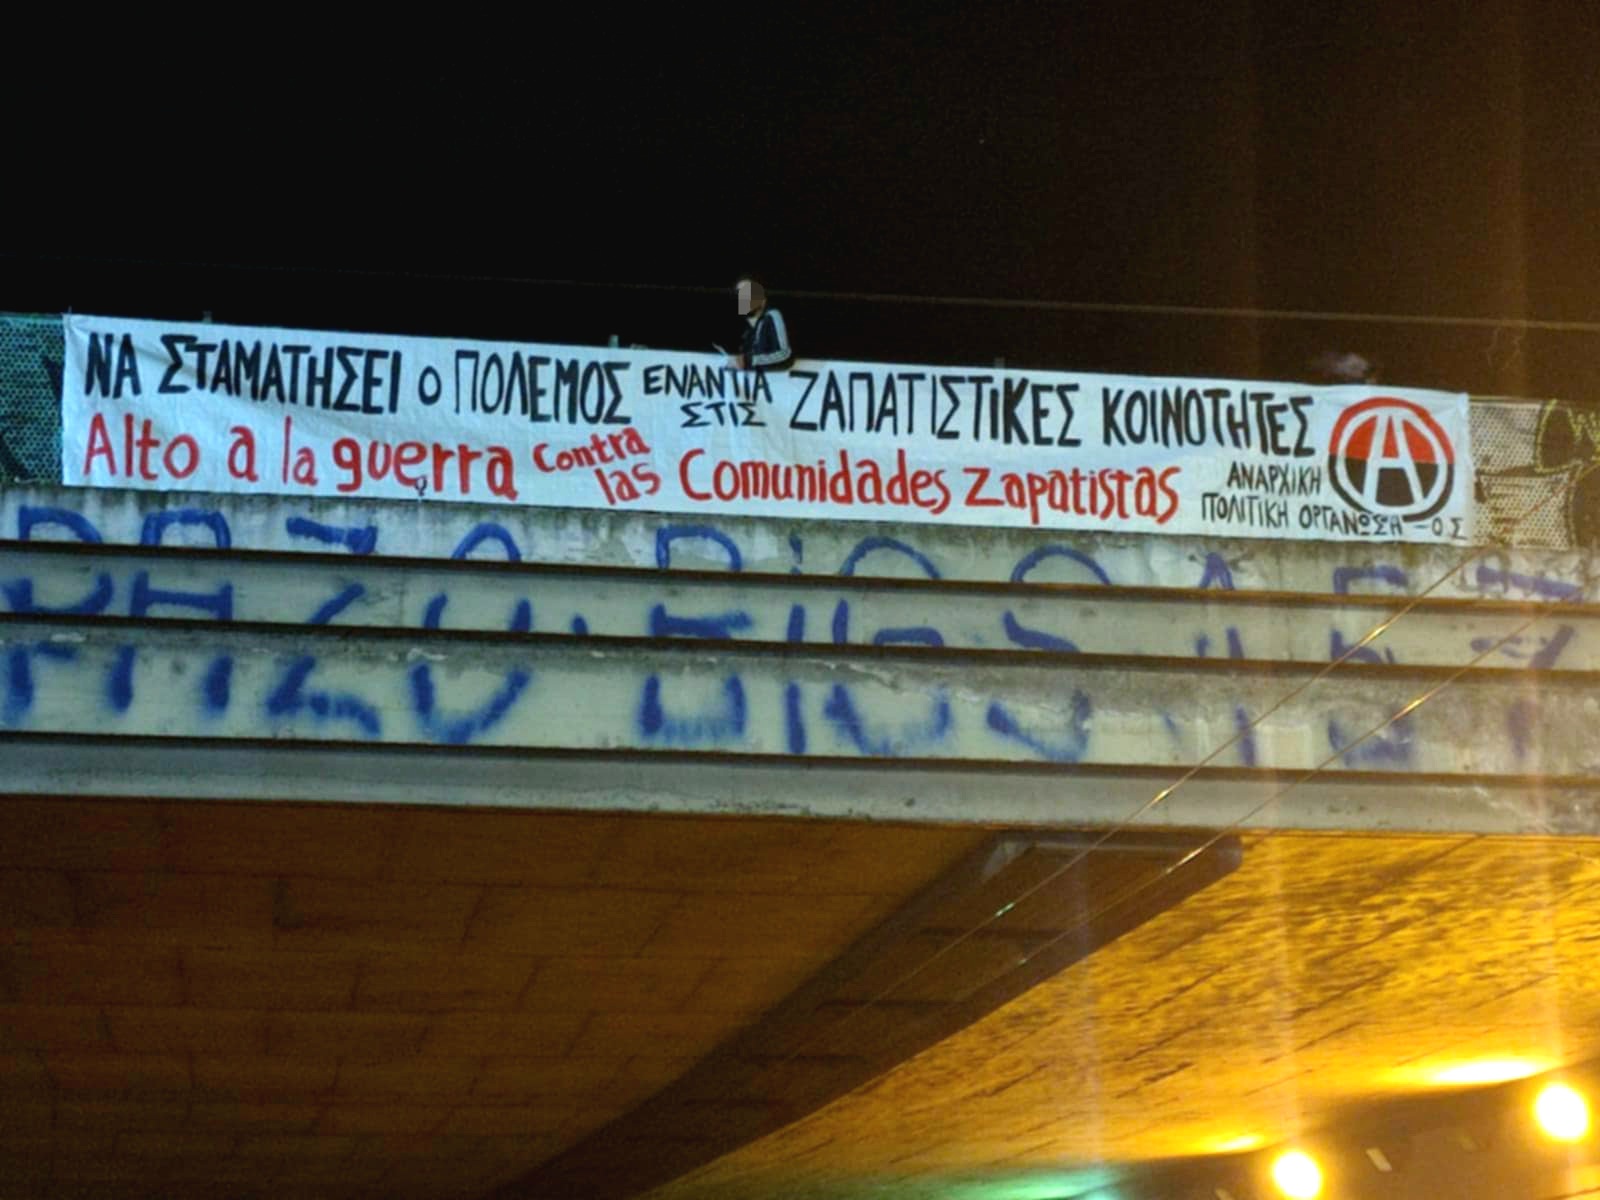 ΝΑ ΣΤΑΜΑΤΗΣΕΙ Ο ΠΟΛΕΜΟΣ ΕΝΑΝΤΙΑ ΣΤΙΣ ΖΑΠΑΤΙΣΤΙΚΕΣ ΚΟΙΝΟΤΗΤΕΣ
Alto a la guerra contra las Comunidades Zapatistas
ΑΝΑΡΧΙΚΗ
ΠΟΛΙΤΙΚΗ ΟΡΓΑΝΩΣΗ - Ο.Σ